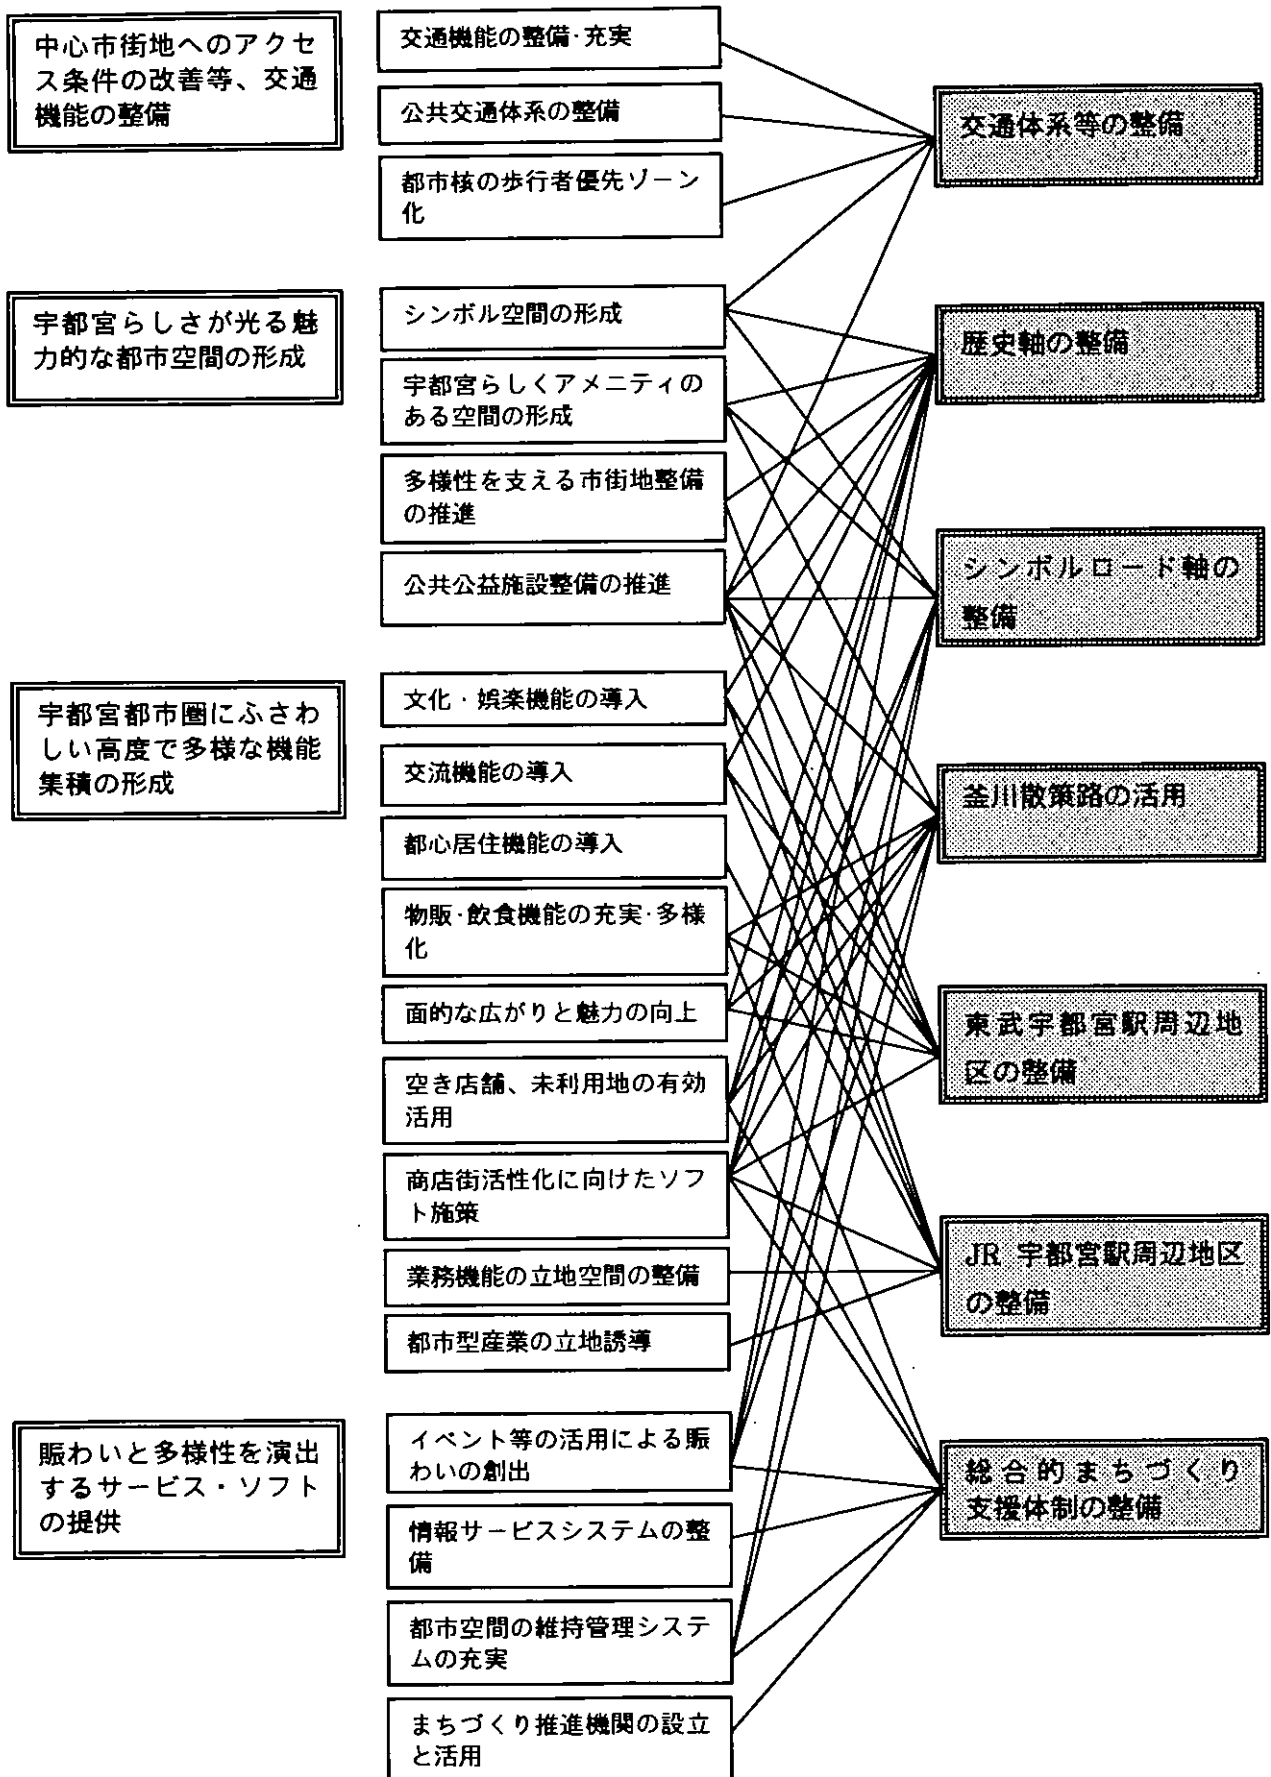 中心市街地へのアクセ
ス条件の改善等、交通
機能の整備
交通機能の整備・充実
公共交通体系の整備
都市核の歩行者優先ゾーン
化
宇都宮らしさが光る魅
力的な都市空間の形成
シンボル空間の形成
宇都宮らしくアメニティの
ある空間の形成
多様性を支える市街地整備
の推進
公共公益施設整備の推進
宇都宮都市圏にふさわ
しい高度で多様な機能
集積の形成
文化・娯楽機能の導入
交流機能の導入
都心居住機能の導入
物販・飲食機能の充実・多様
化
面的な広がりと魅力の向上
空き店舗、未利用地の有効
活用
商店街活性化に向けたソフ
ト施策
業務機能の立地空間の整備
都市型産業の立地誘導
賑わいと多様性を演出
するサービス・ソフト
の提供
イベント等の活用による賑
わいの創出
情報サービスシステムの整
備
都市空間の維持管理システ
ムの充実
まちづくり推進機関の設立
と活用
交通体系等の整備
歴史軸の整備
シンボルロード軸の
整備
釜川散策路の活用
東武宇都宮駅周辺地
区の整備
JR 宇都宮駅周辺地区
の整備
総合的まちづくり
支援体制の整備